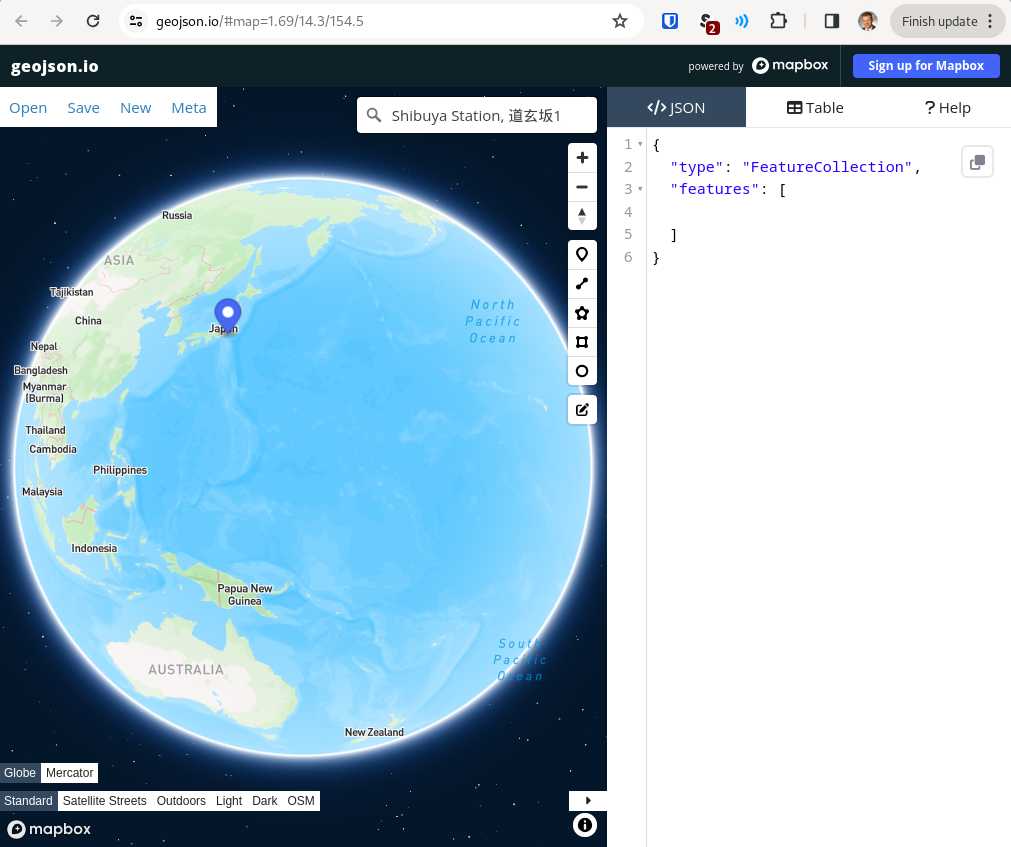 geojson.io/#map=1.69/14.3/154.5
2
Finish update
geojson.io
powered by
mapbox
Sign up for Mapbox
Open
Save
New
Meta
Shibuya Station, 道玄坂1
</> JSON
Table
? Help
1
{
2
"type": "FeatureCollection",
3
"features": [
4
5
]
6
}
Russia
ASIA
Tajikistan
China
Japan
Nepal
Bangladesh
Myanmar
(Burma)
Thailand
Cambodia
Philippines
Malaysia
Indonesia
Papua New
Guinea
AUSTRALIA
New Zealand
North
Pacific
Ocean
South
Pacific
Ocean
Globe
Mercator
Standard
Satellite Streets
Outdoors
Light
Dark
OSM
mapbox